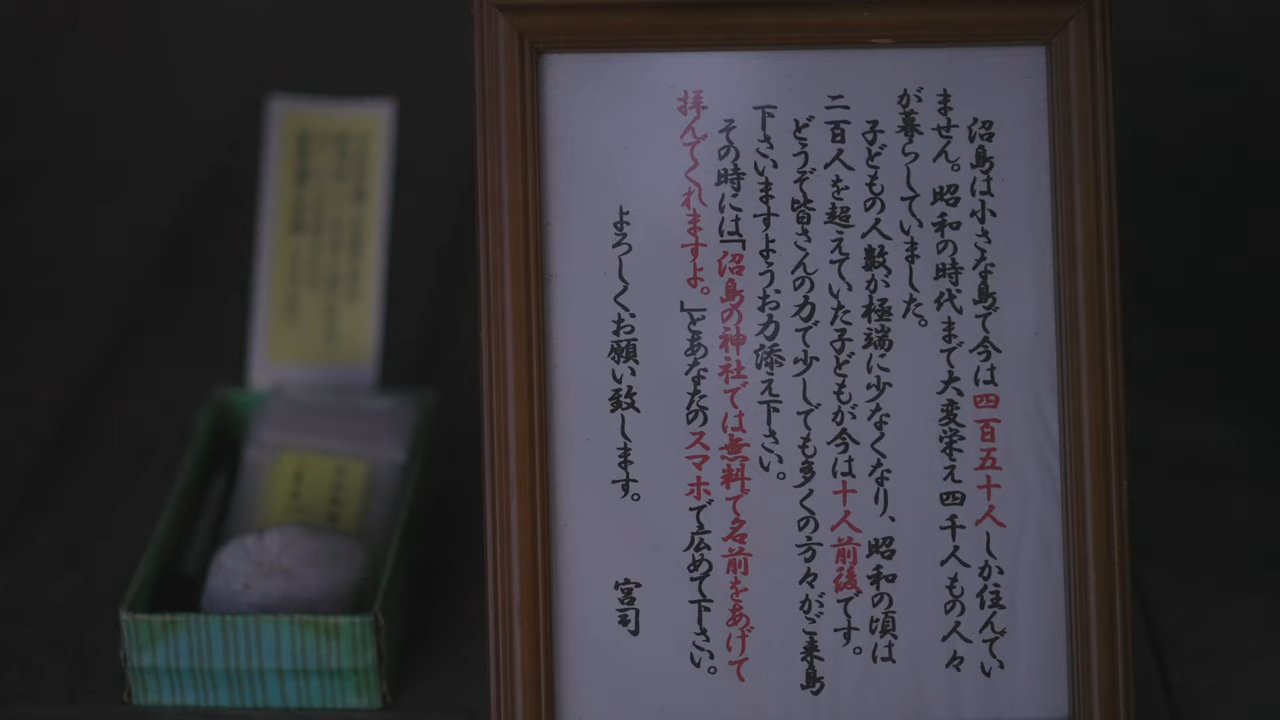 沼島は小さな島で今は四百五十人しか住んでい
ません。昭和の時代まで大変栄え四千人もの人々
が暮らしていました。
子どもの人数が極端に少なくなり、昭和の頃は
二百人を超えていた子どもが今は十人前後です。
どうぞ皆さんの力で少しでも多くの方々がご来島
下さいますようお力添え下さい。
その時には「沼島の神社では無料で名前をあげて
拝んでくれますよ。」とあなたのスマホで広めて下さい。
よろしくお願い致します。
宮司